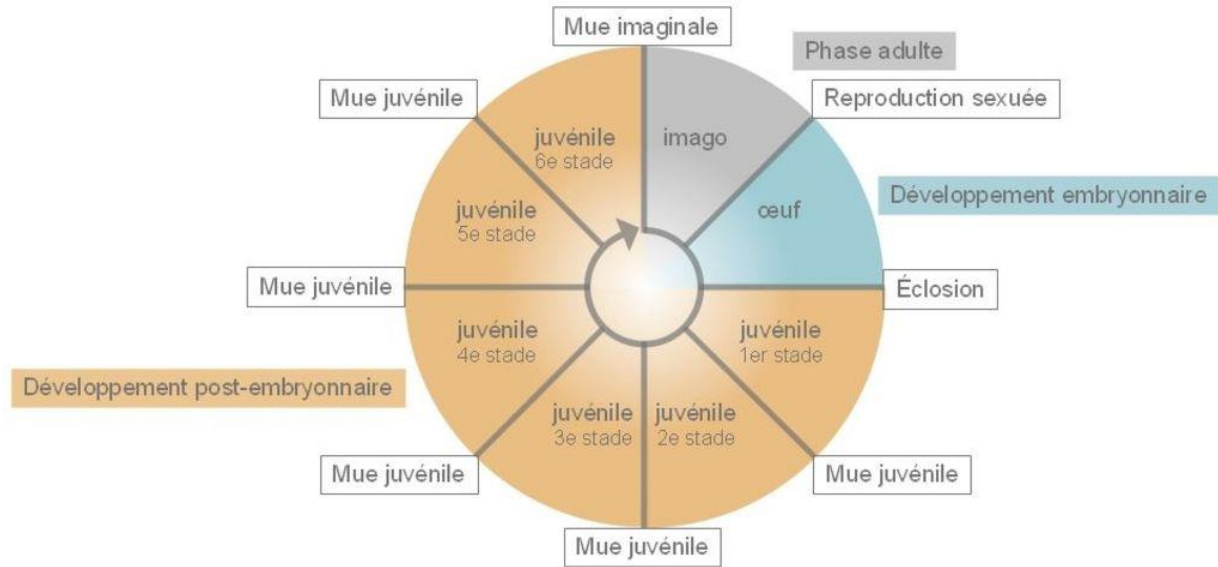 Mue imaginale
Phase adulte
Mue juvénile
Reproduction sexuée
juvénile
6e stade
imago
Développement embryonnaire
juvénile
5e stade
œuf
Mue juvénile
Éclosion
juvénile
4e stade
juvénile
1er stade
Développement post-embryonnaire
juvénile
3e stade
juvénile
2e stade
Mue juvénile
Mue juvénile
Mue juvénile